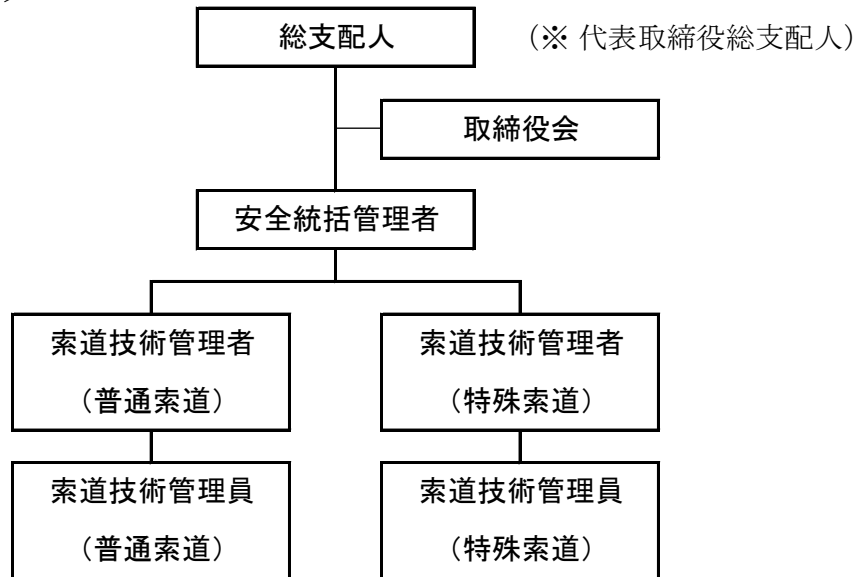 総支配人 （※ 代表取締役総支配人）
取締役会
安全統括管理者
索道技術管理者 索道技術管理者
（普通索道） （特殊索道）
索道技術管理員 索道技術管理員
（普通索道） （特殊索道）